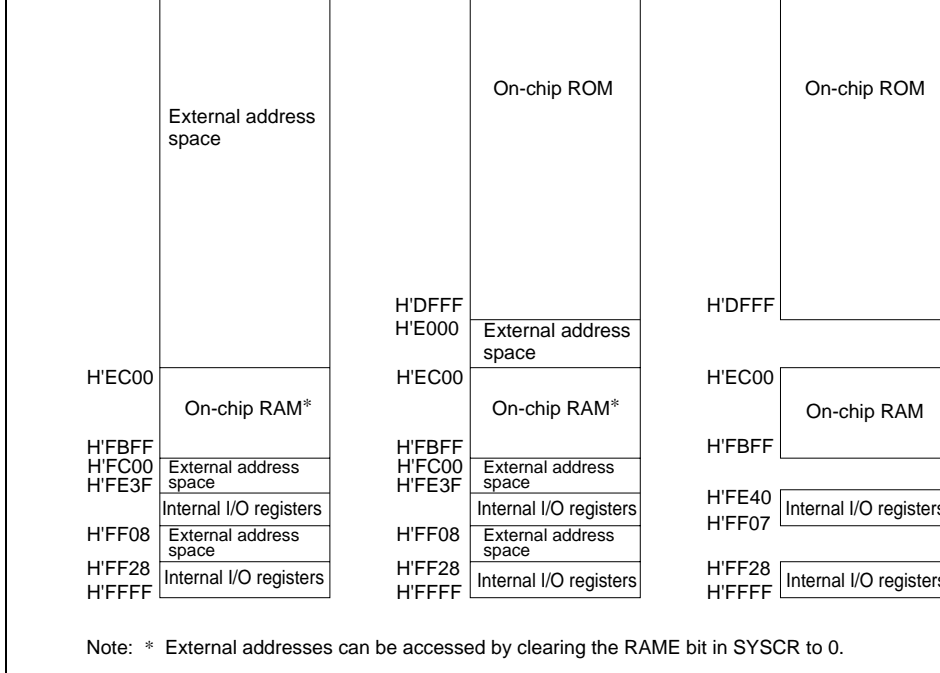 External address
space
H'EC00
On-chip RAM*
H'FBFF
H'FC00
External address
space
H'FE3F
Internal I/O registers
H'FF08
External address
space
H'FF28
Internal I/O registers
H'FFFF
On-chip ROM
H'DFFF
H'E000
External address
space
H'EC00
On-chip RAM*
H'FBFF
H'FC00
External address
space
H'FE3F
Internal I/O registers
H'FF08
External address
space
H'FF28
Internal I/O registers
H'FFFF
On-chip ROM
H'DFFF
H'EC00
On-chip RAM
H'FBFF
H'FE40
Internal I/O registers
H'FF07
H'FF28
Internal I/O registers
H'FFFF
Note: * External addresses can be accessed by clearing the RAME bit in SYSCR to 0.